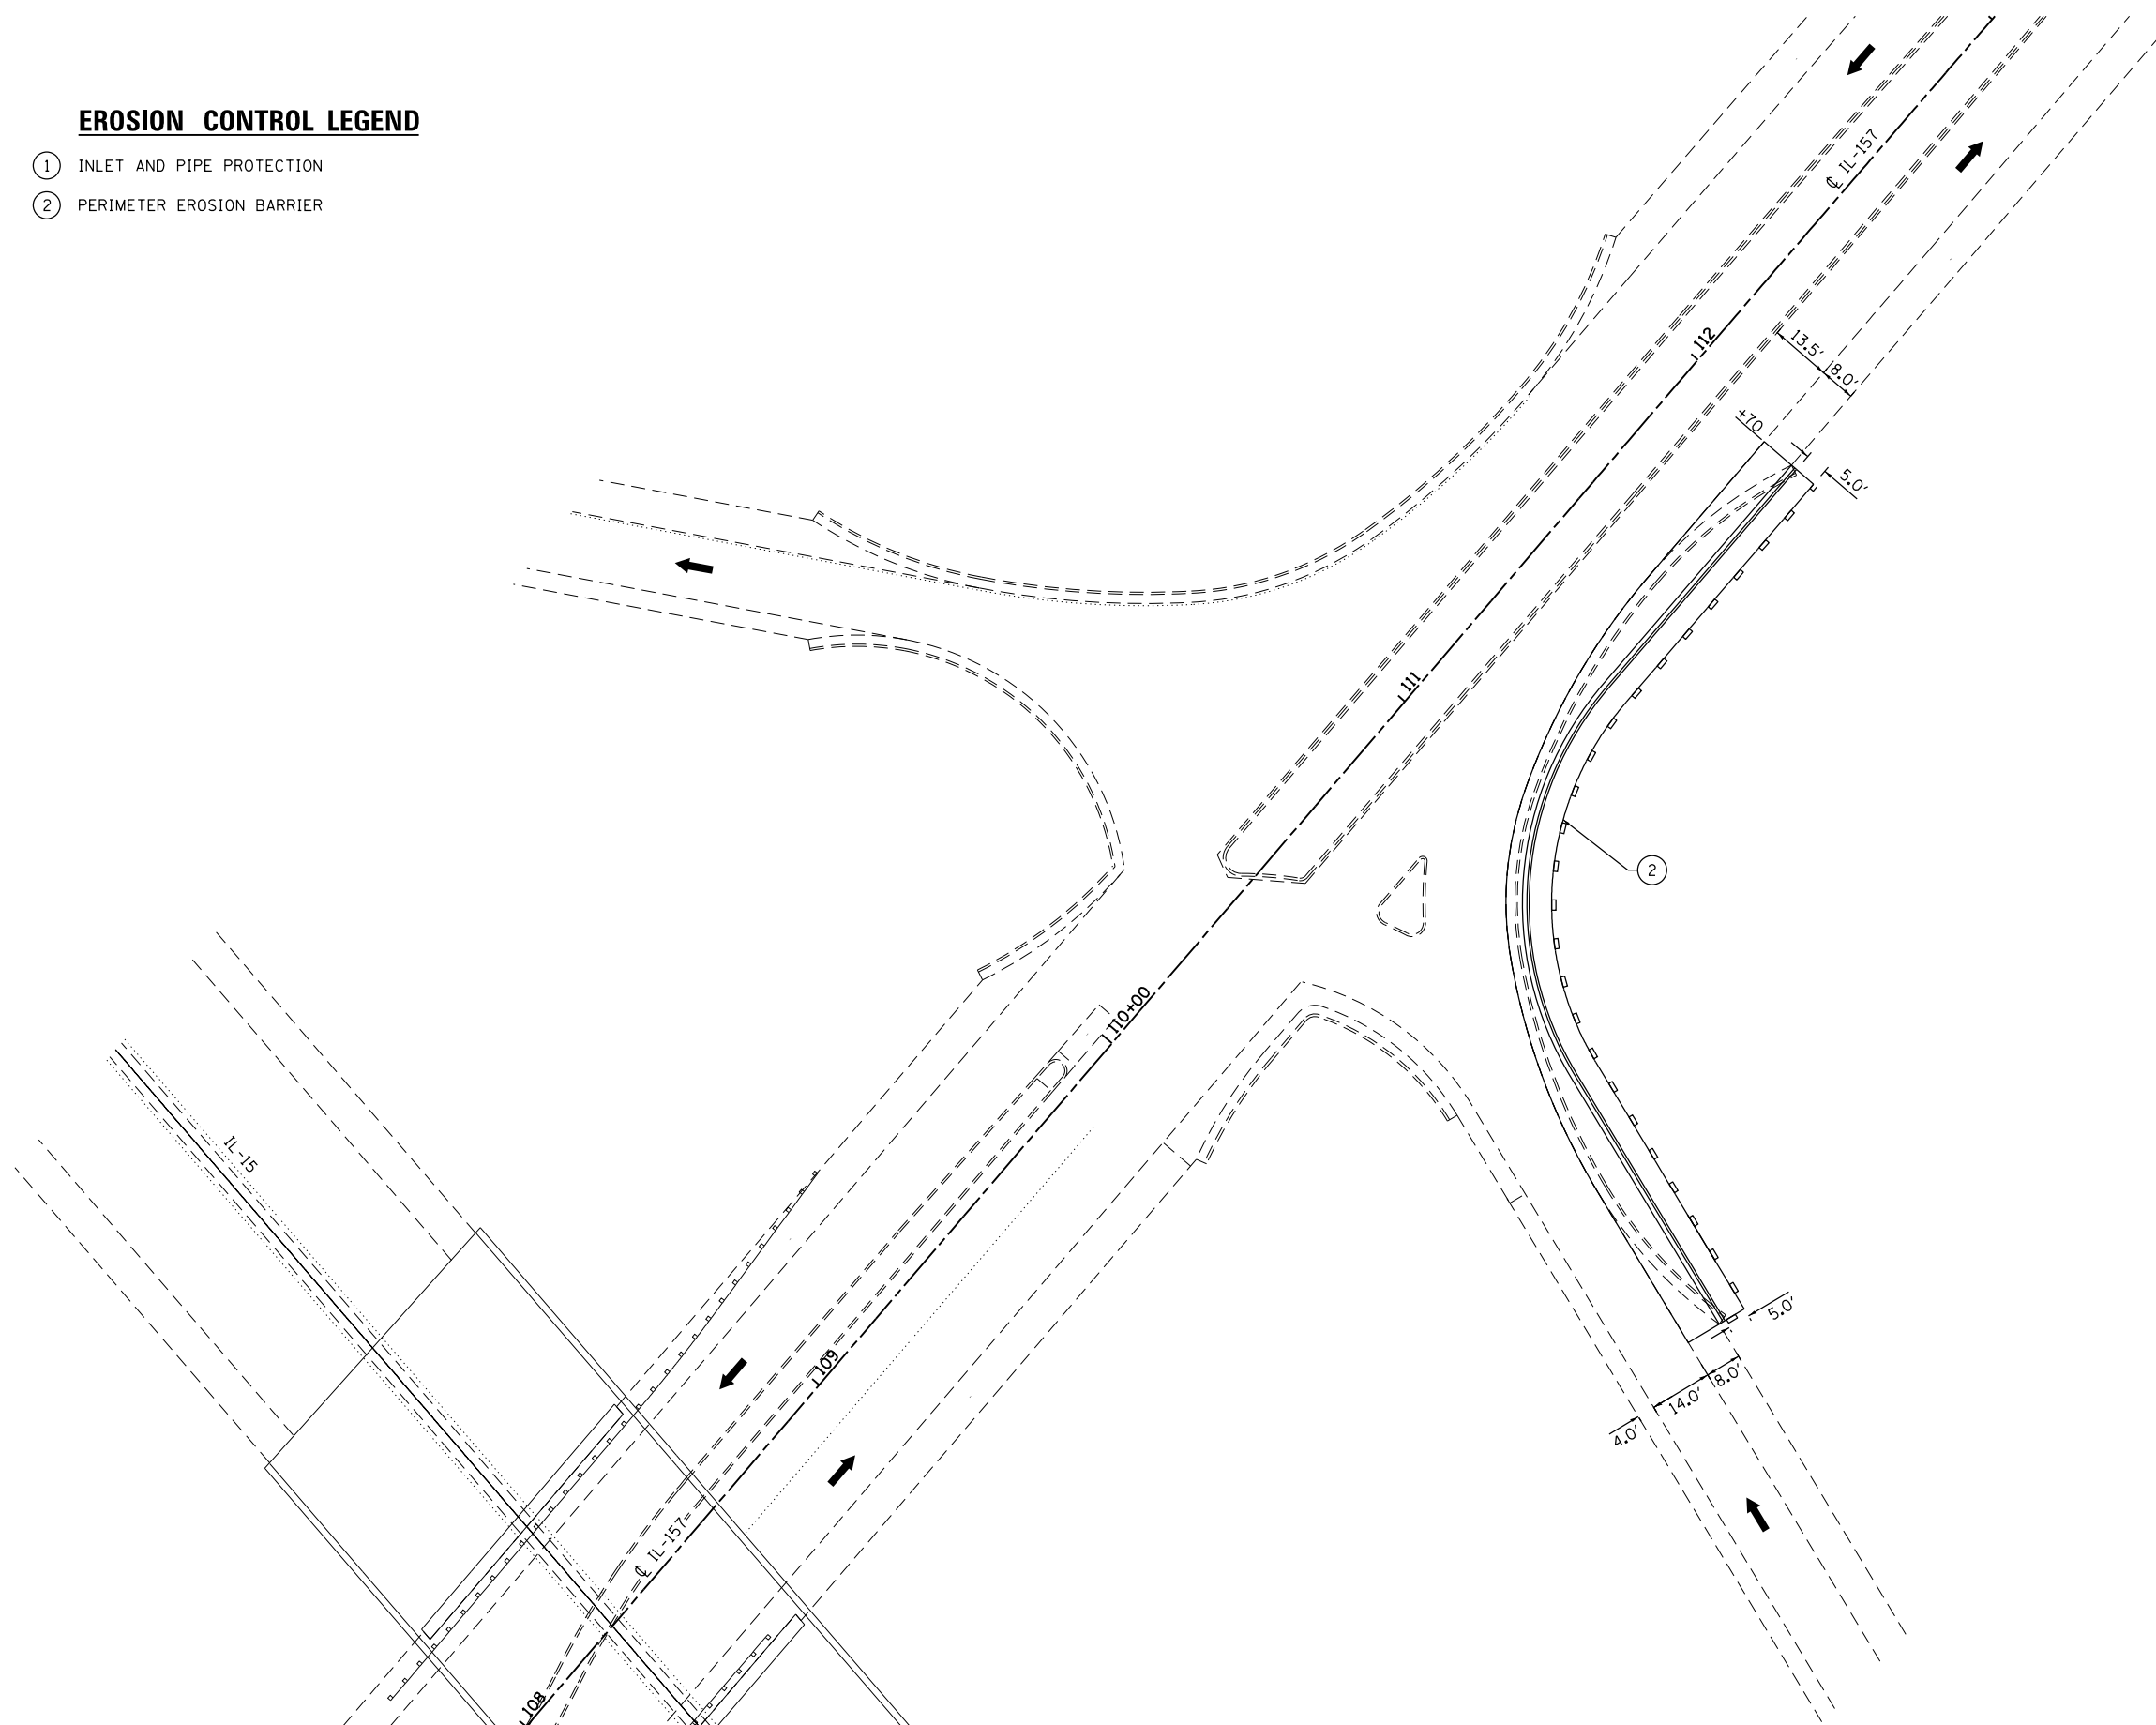 EROSION CONTROL LEGEND
1 INLET AND PIPE PROTECTION
2 PERIMETER EROSION BARRIER
℄ IL-157
112
13.5'
8.0'
+70
5.0'
111
2
110+00
IL-15
5.0'
109
8.0'
14.0'
4.0'
℄ IL-157
108